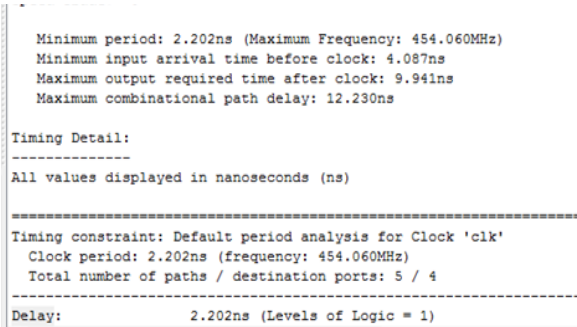 Minimum period: 2.202ns (Maximum Frequency: 454.060MHz)
Minimum input arrival time before clock: 4.087ns
Maximum output required time after clock: 9.941ns
Maximum combinational path delay: 12.230ns
Timing Detail:
--------------
All values displayed in nanoseconds (ns)
=========================================================================
Timing constraint: Default period analysis for Clock 'clk'
Clock period: 2.202ns (frequency: 454.060MHz)
Total number of paths / destination ports: 5 / 4
-------------------------------------------------------------------------
Delay: 2.202ns (Levels of Logic = 1)